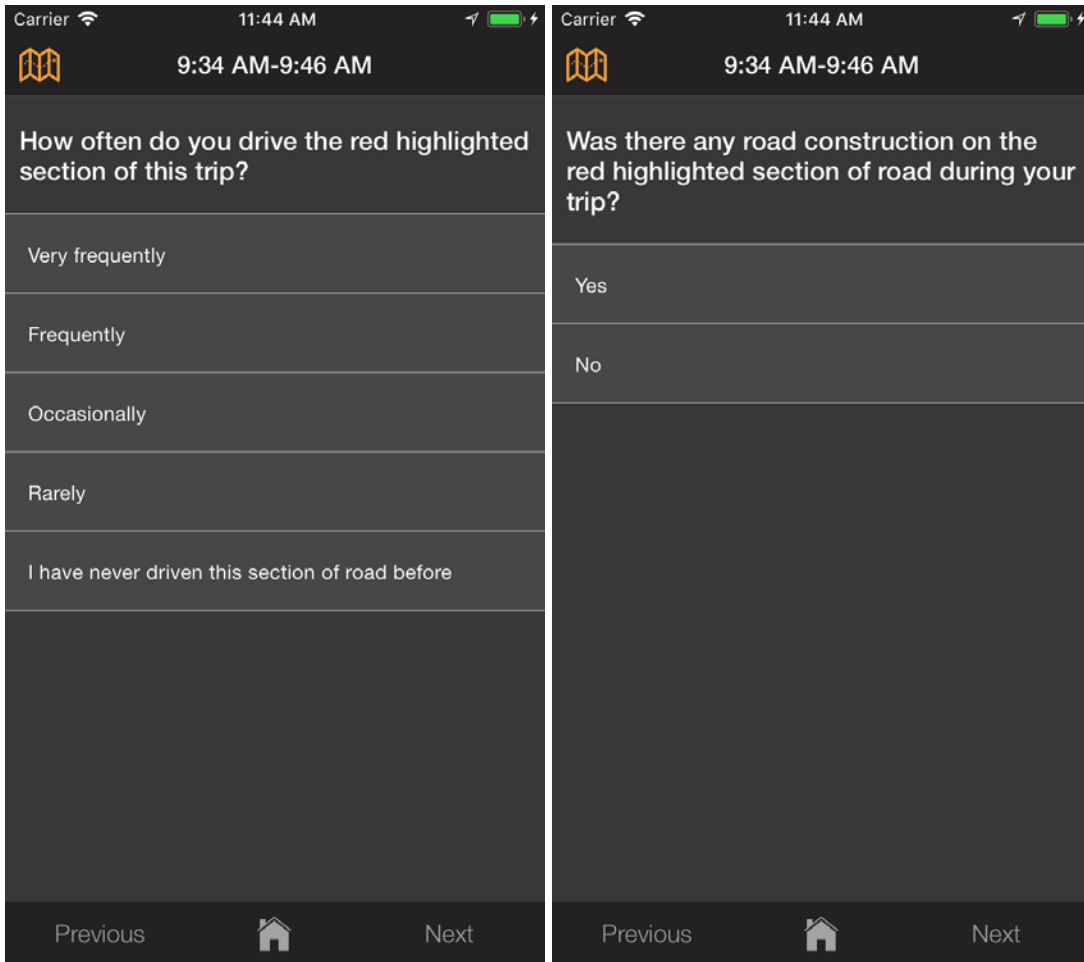 Carrier 11:44 AM
9:34 AM-9:46 AM
How often do you drive the red highlighted
section of this trip?
Very frequently
Frequently
Occasionally
Rarely
I have never driven this section of road before
Previous Next
Carrier 11:44 AM
9:34 AM-9:46 AM
Was there any road construction on the
red highlighted section of road during your
trip?
Yes
No
Previous Next